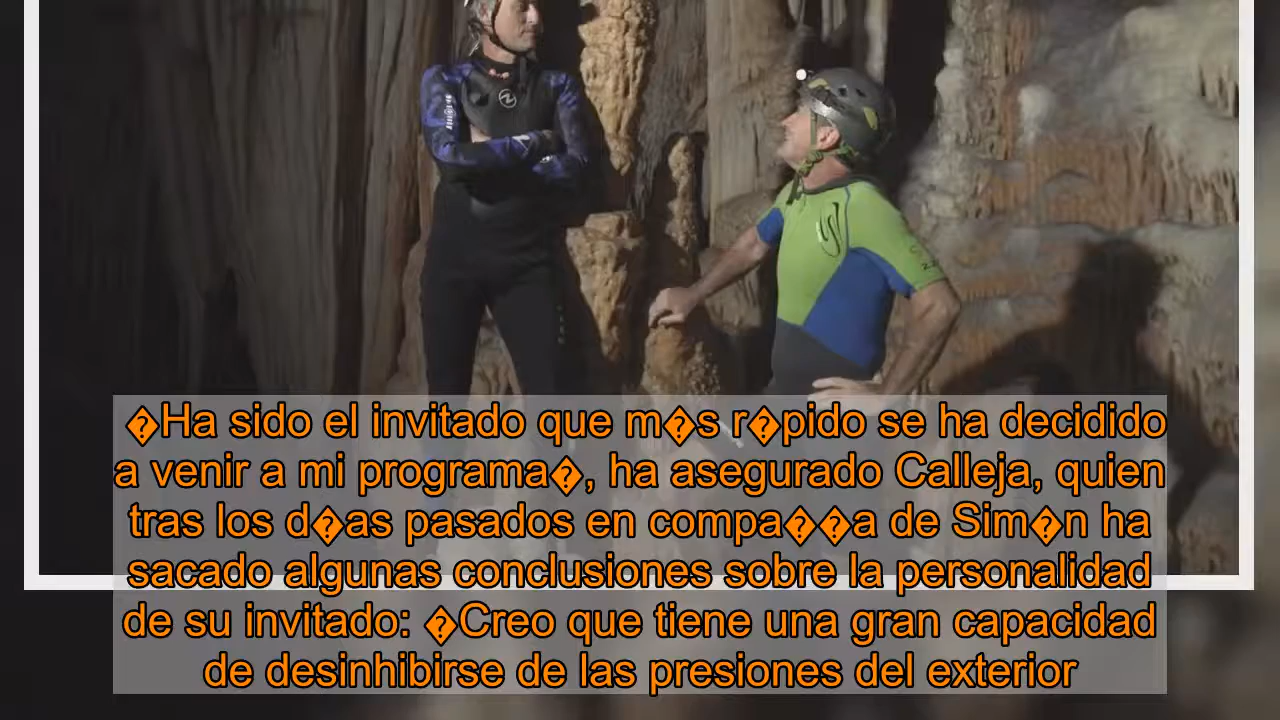 �Ha sido el invitado que m�s r�pido se ha decidido
a venir a mi programa�, ha asegurado Calleja, quien
tras los d�as pasados en compa��a de Sim�n ha
sacado algunas conclusiones sobre la personalidad
de su invitado: �Creo que tiene una gran capacidad
de desinhibirse de las presiones del exterior